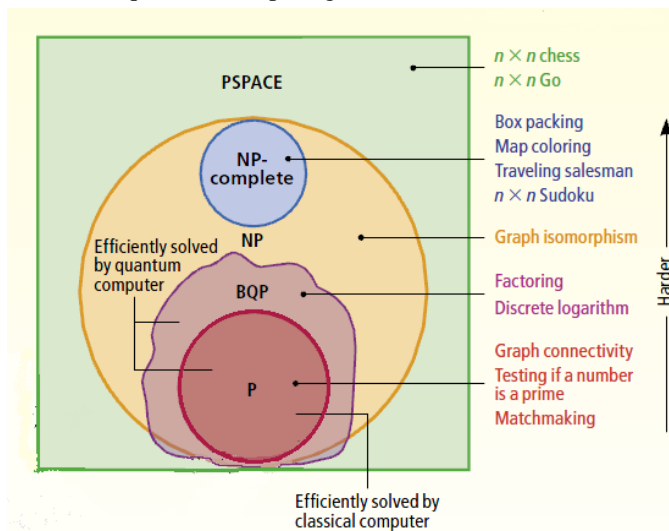 PSPACE
n × n chess
n × n Go
NP-
complete
Box packing
Map coloring
Traveling salesman
n × n Sudoku
NP
Graph isomorphism
Efficiently solved
by quantum
computer
BQP
Factoring
Discrete logarithm
P
Graph connectivity
Testing if a number
is a prime
Matchmaking
Harder
Efficiently solved by
classical computer